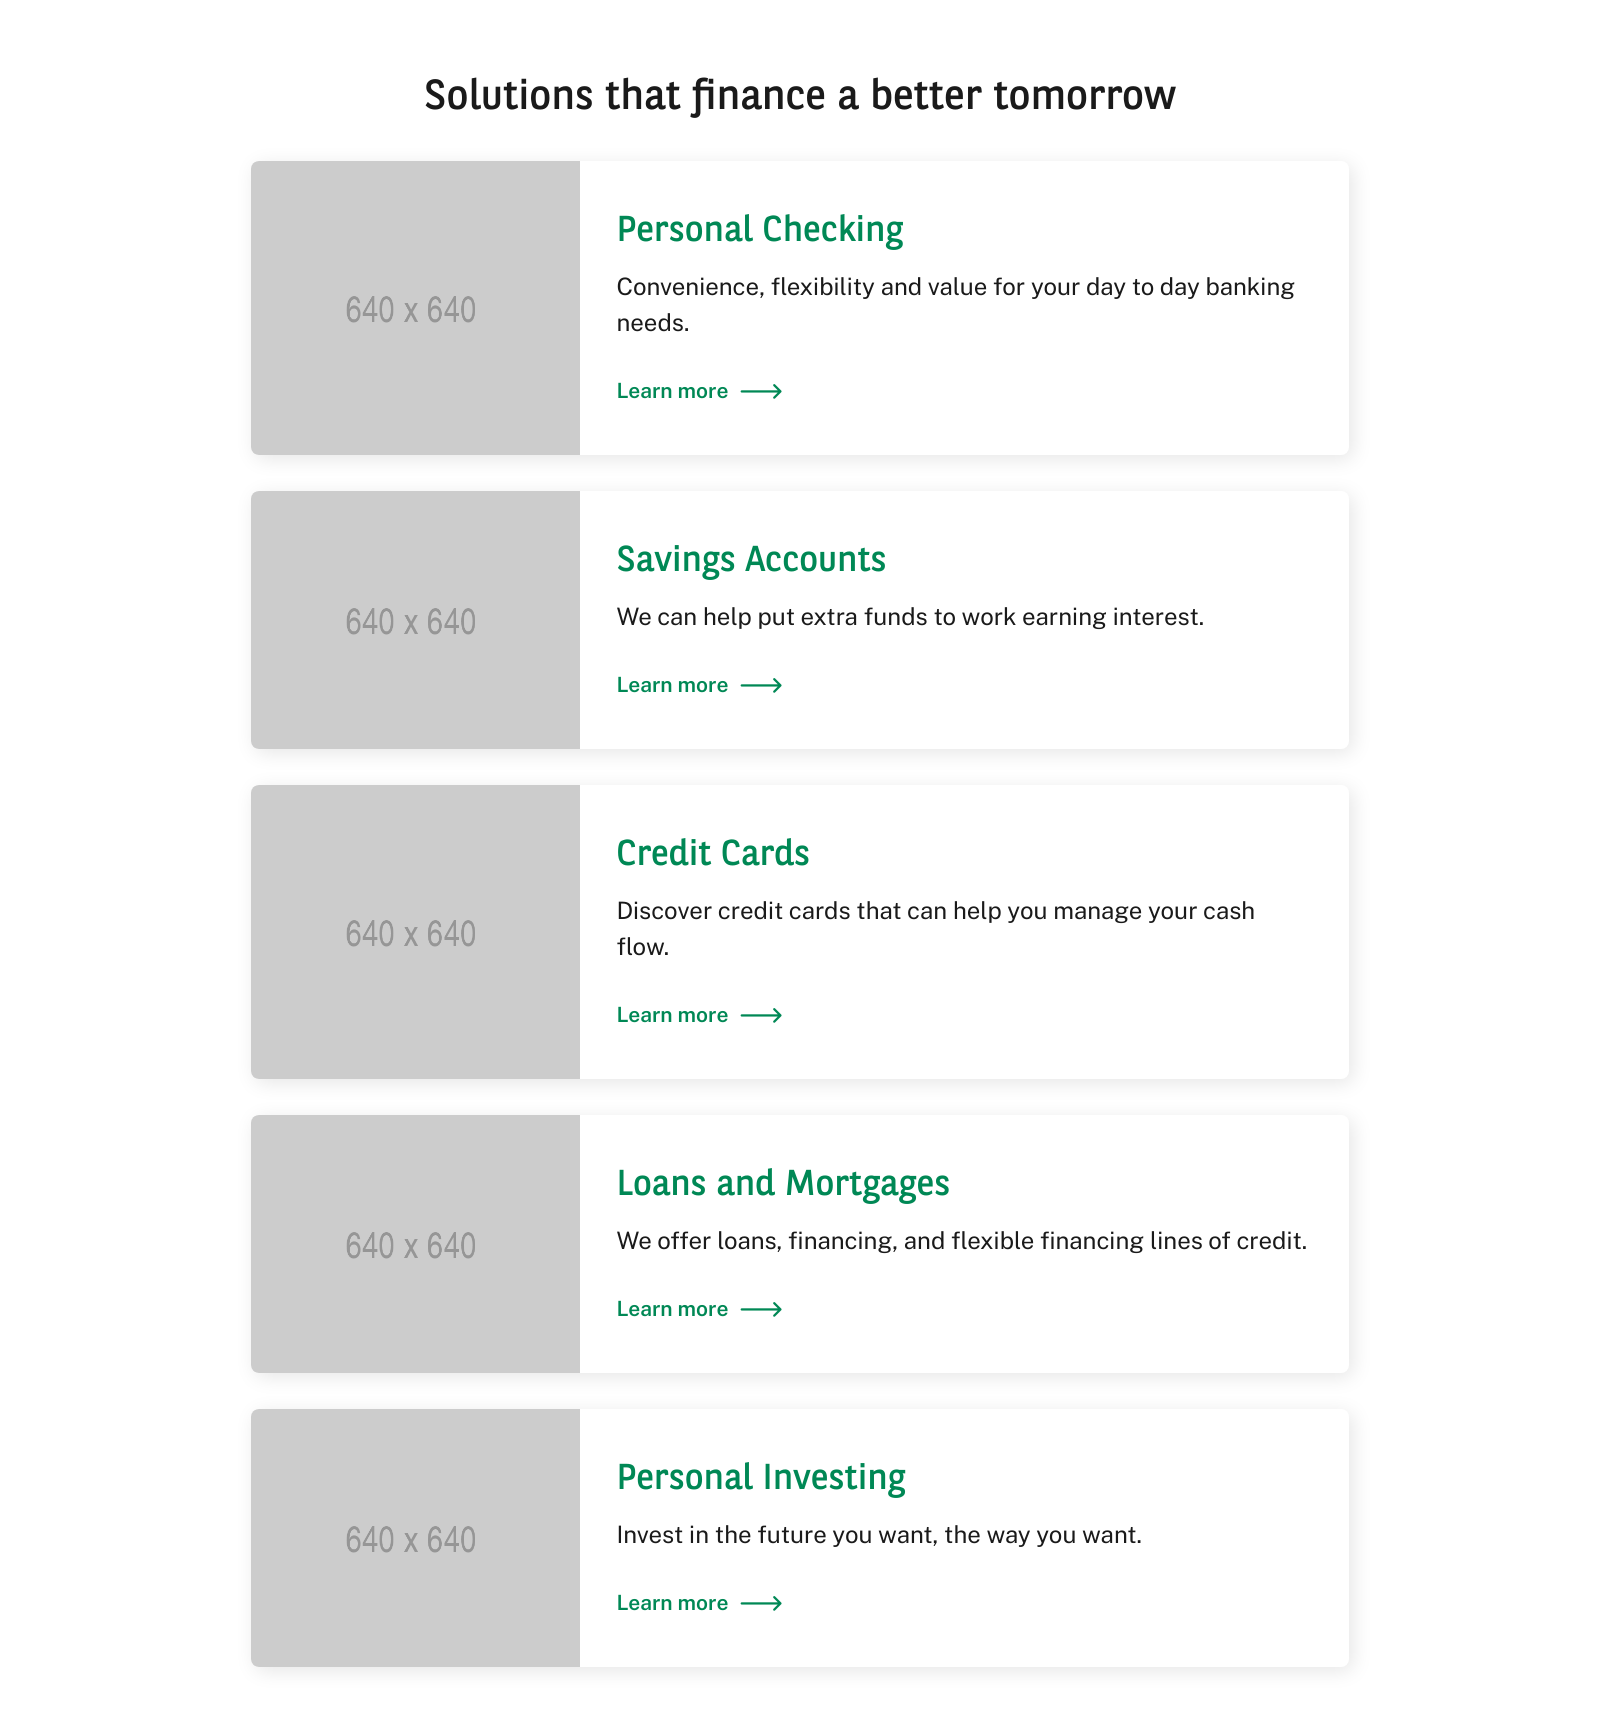 Solutions that finance a better tomorrow
640 x 640
Personal Checking
Convenience, flexibility and value for your day to day banking
needs.
Learn more
640 x 640
Savings Accounts
We can help put extra funds to work earning interest.
Learn more
640 x 640
Credit Cards
Discover credit cards that can help you manage your cash
flow.
Learn more
640 x 640
Loans and Mortgages
We offer loans, financing, and flexible financing lines of credit.
Learn more
640 x 640
Personal Investing
Invest in the future you want, the way you want.
Learn more